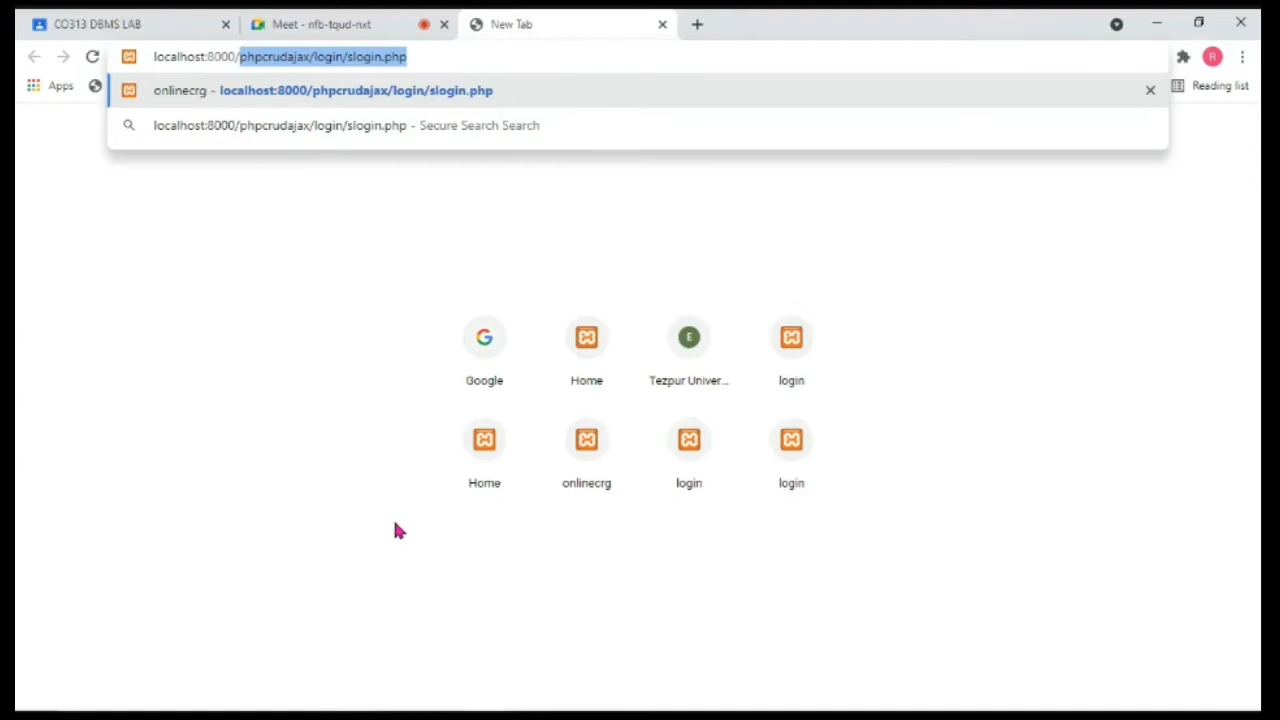 CO313 DBMS LAB
Meet - nfb-tqud-nxt
New Tab
localhost:8000/phpcrudajax/login/slogin.php
R
onlinecrg - localhost:8000/phpcrudajax/login/slogin.php
Apps
Reading list
localhost:8000/phpcrudajax/login/slogin.php - Secure Search Search
G
E
Google
Home
Tezpur Univer...
login
Home
onlinecrg
login
login